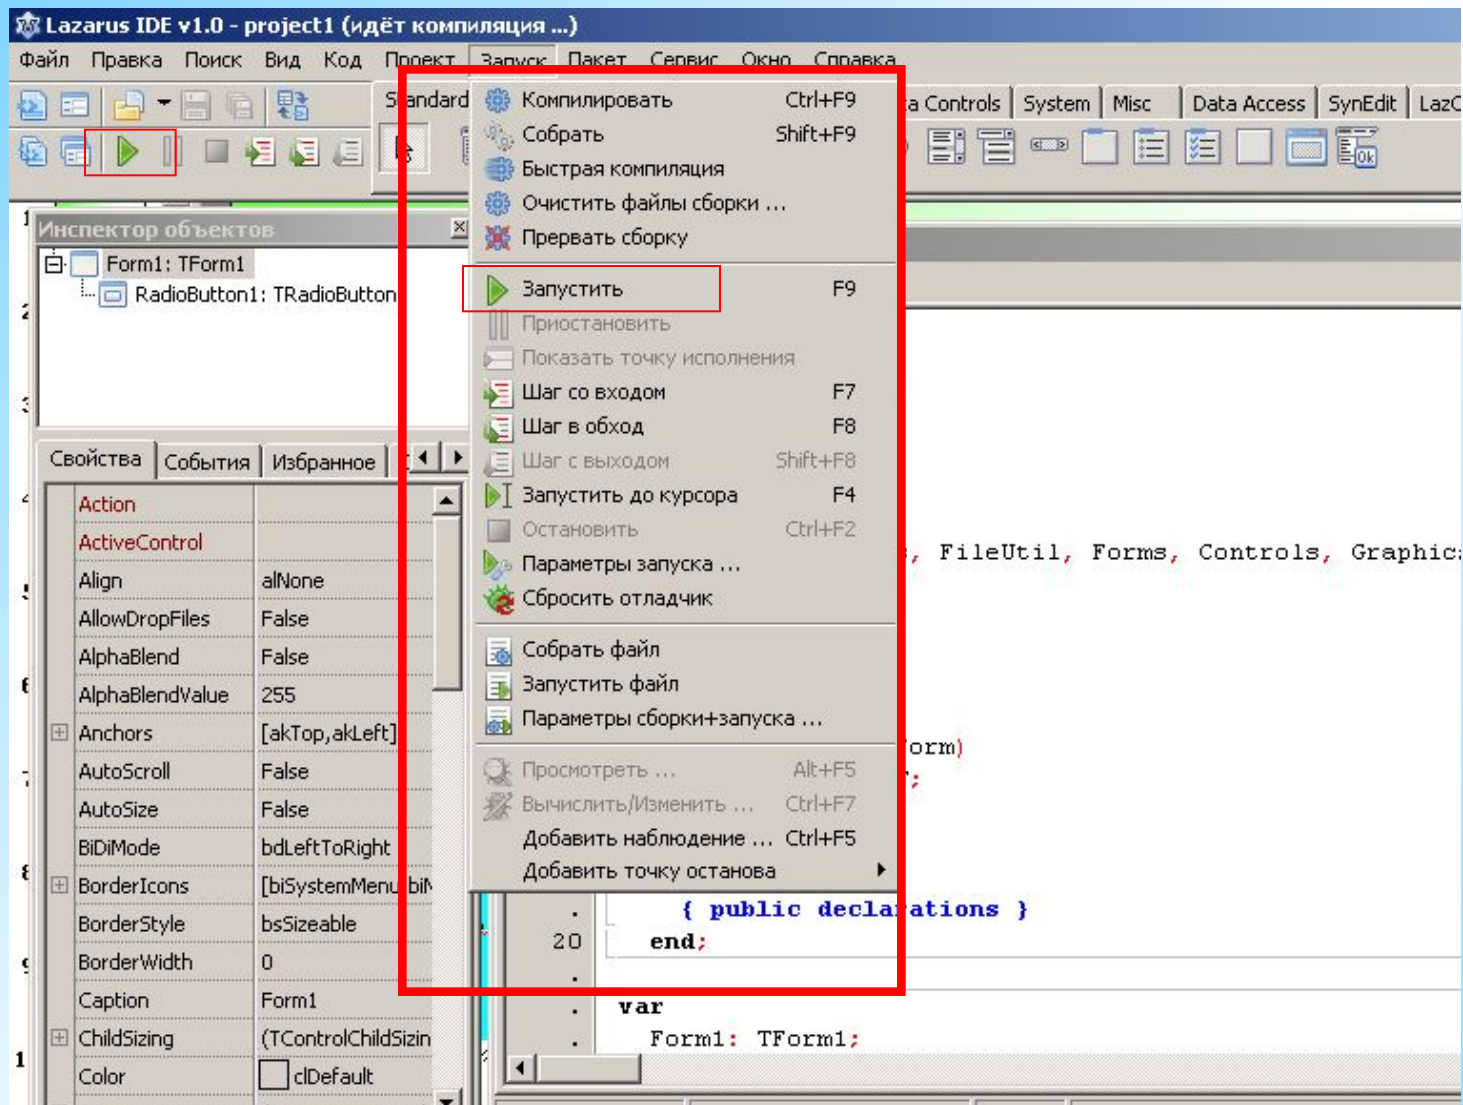 Lazarus IDE v1.0 - project1 (идёт компиляция ...)
Файл Правка Поиск Вид Код Проект Запуск Пакет Сервис Окно Справка
Standard Controls System Misc Data Access SynEdit
Инспектор объектов
Form1: TForm1
RadioButton1: TRadioButton
Свойства События Избранное
Action
ActiveControl
Align alNone
AllowDropFiles False
AlphaBlend False
AlphaBlendValue 255
Anchors [akTop,akLeft]
AutoScroll False
AutoSize False
BiDiMode bdLeftToRight
BorderIcons [biSystemMenu,
BorderStyle bsSizeable
BorderWidth 0
Caption Form1
ChildSizing (TControlChildSizin
Color clDefault
Компилировать Ctrl+F9
Собрать Shift+F9
Быстрая компиляция
Очистить файлы сборки ...
Прервать сборку
Запустить F9
Приостановить
Показать точку исполнения
Шаг со входом F7
Шаг в обход F8
Шаг с выходом Shift+F8
Запустить до курсора F4
Остановить Ctrl+F2
Параметры запуска ...
Сбросить отладчик
Собрать файл
Запустить файл
Параметры сборки+запуска ...
Просмотреть ... Alt+F5
Вычислить/Изменить ... Ctrl+F7
Добавить наблюдение ... Ctrl+F5
Добавить точку останова
, FileUtil, Forms, Controls, Graphic
orm)
;
{ public declarations }
20 end;
var
Form1: TForm1;